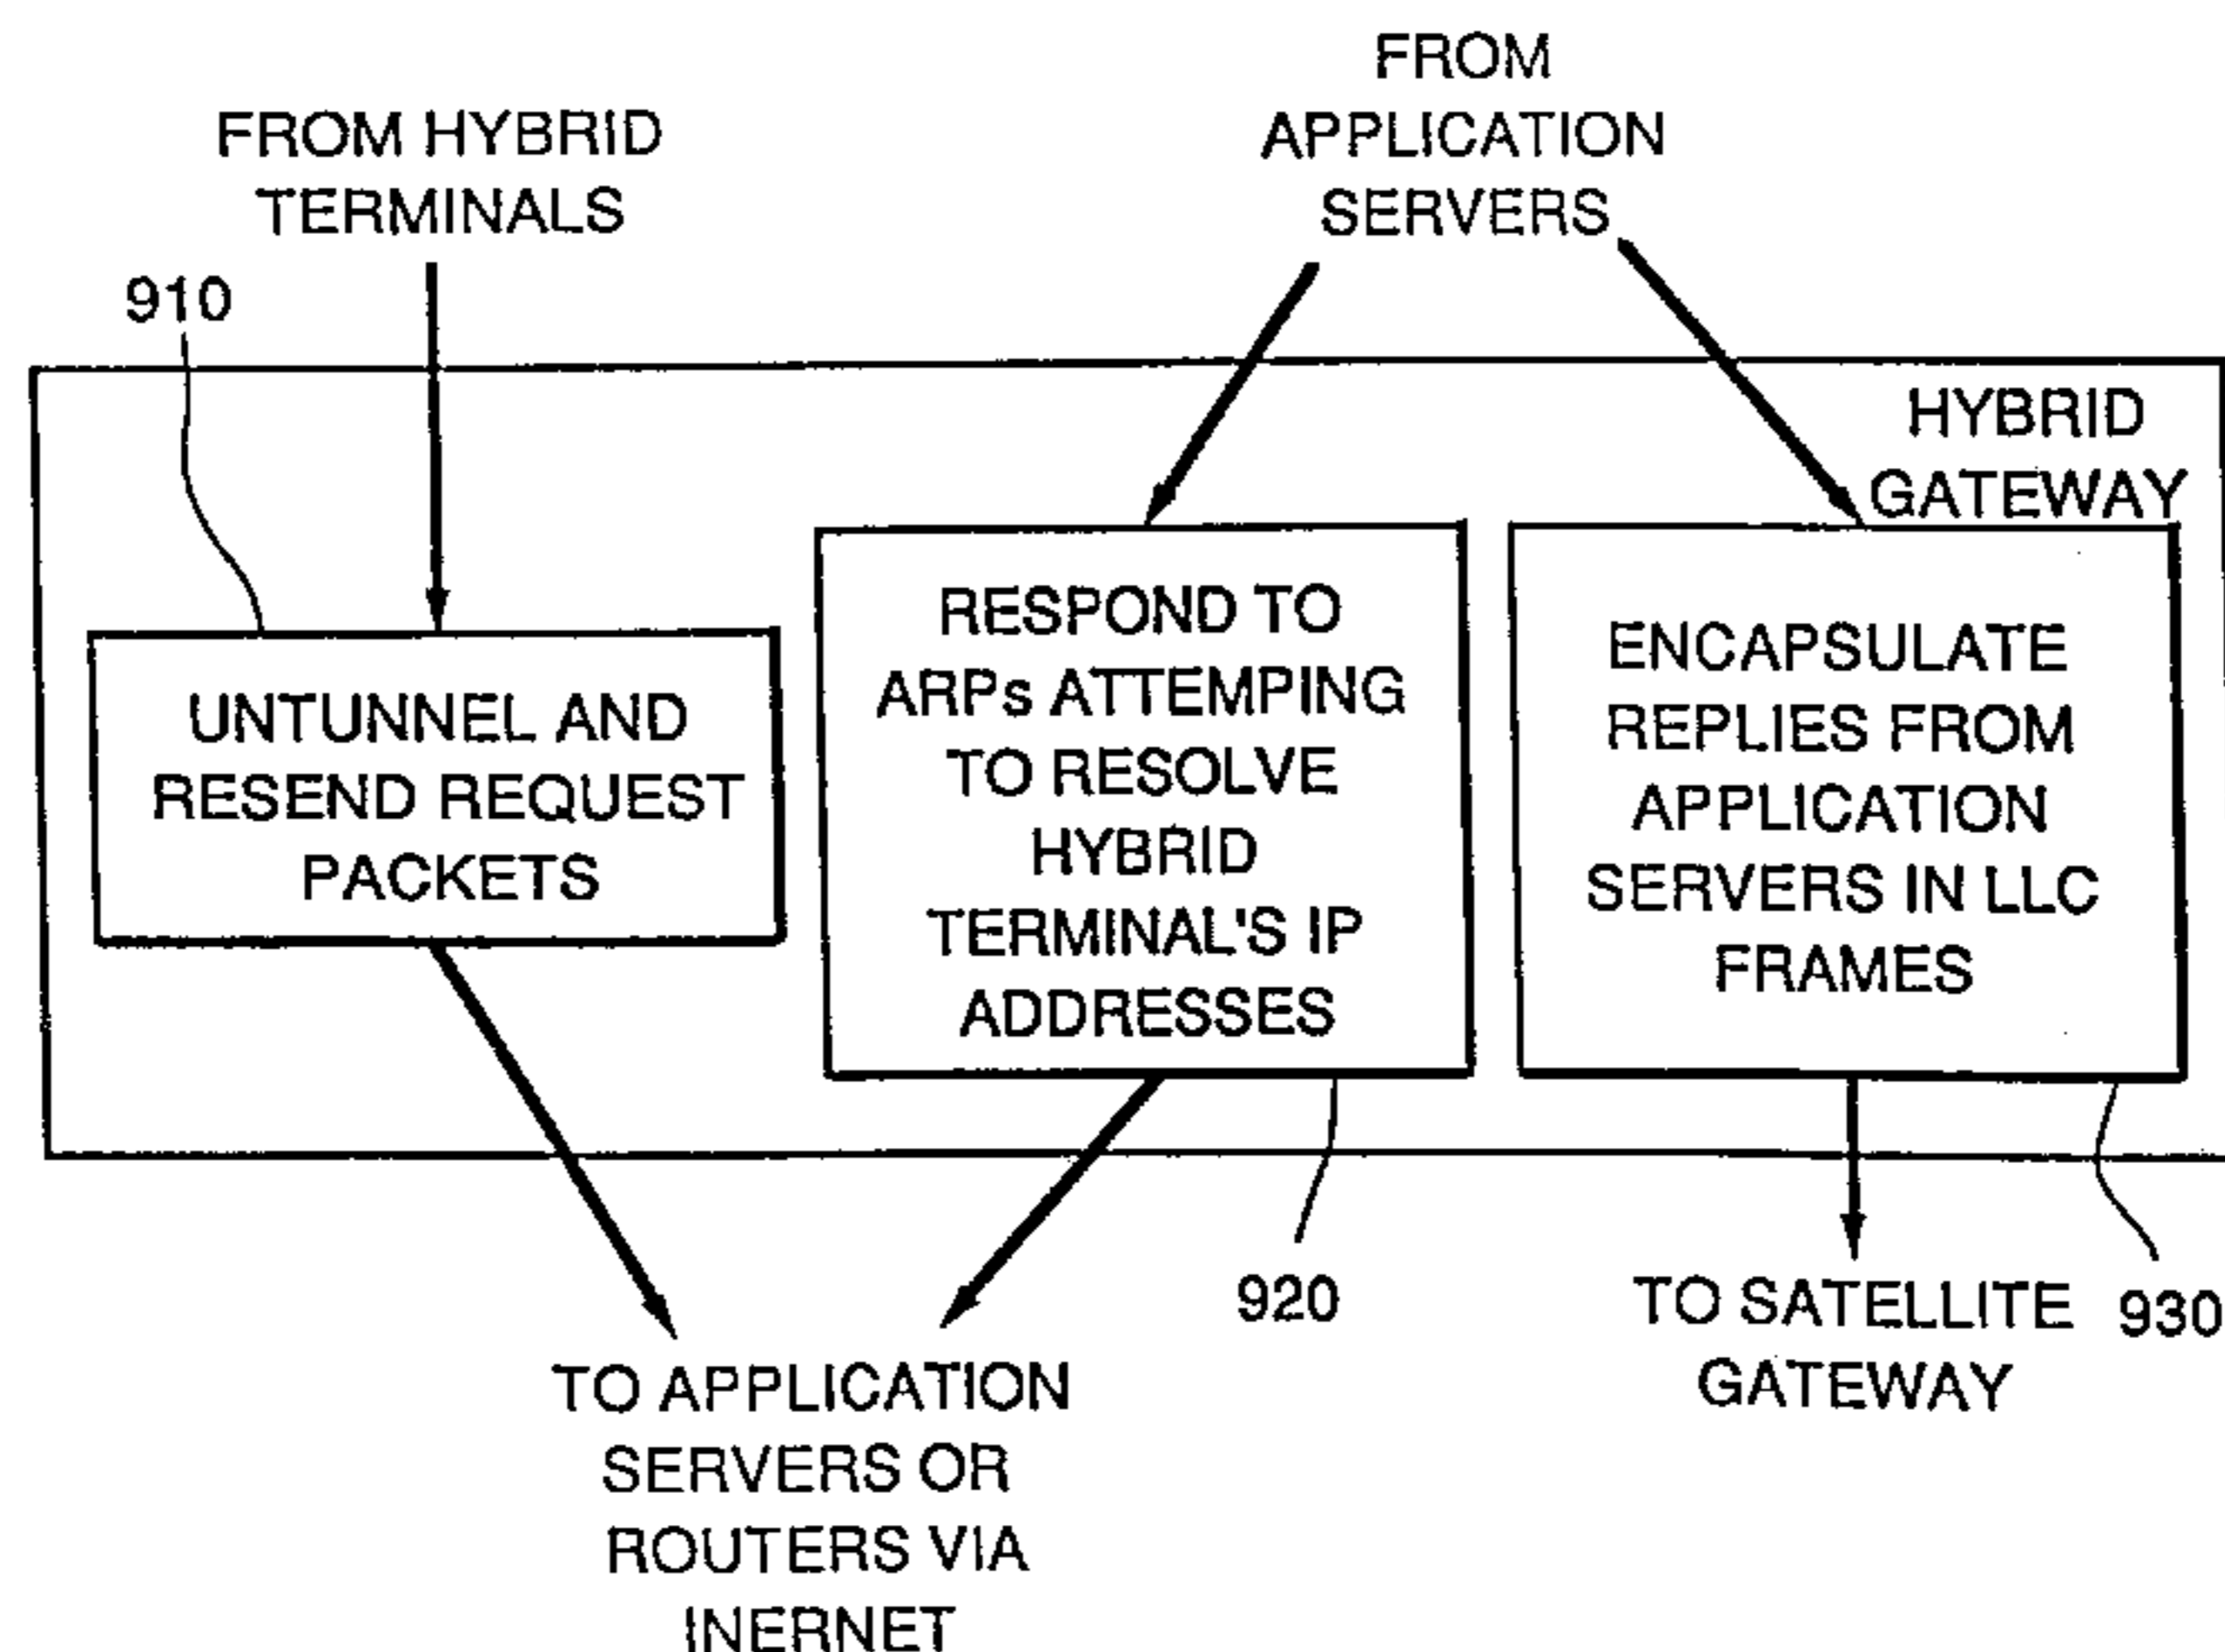 FROM HYBRID
TERMINALS
FROM
APPLICATION
SERVERS
910
HYBRID
GATEWAY
UNTUNNEL AND
RESEND REQUEST
PACKETS
RESPOND TO
ARPs ATTEMPING
TO RESOLVE
HYBRID
TERMINAL'S IP
ADDRESSES
ENCAPSULATE
REPLIES FROM
APPLICATION
SERVERS IN LLC
FRAMES
920
930
TO APPLICATION
SERVERS OR
ROUTERS VIA
INERNET
TO SATELLITE
GATEWAY